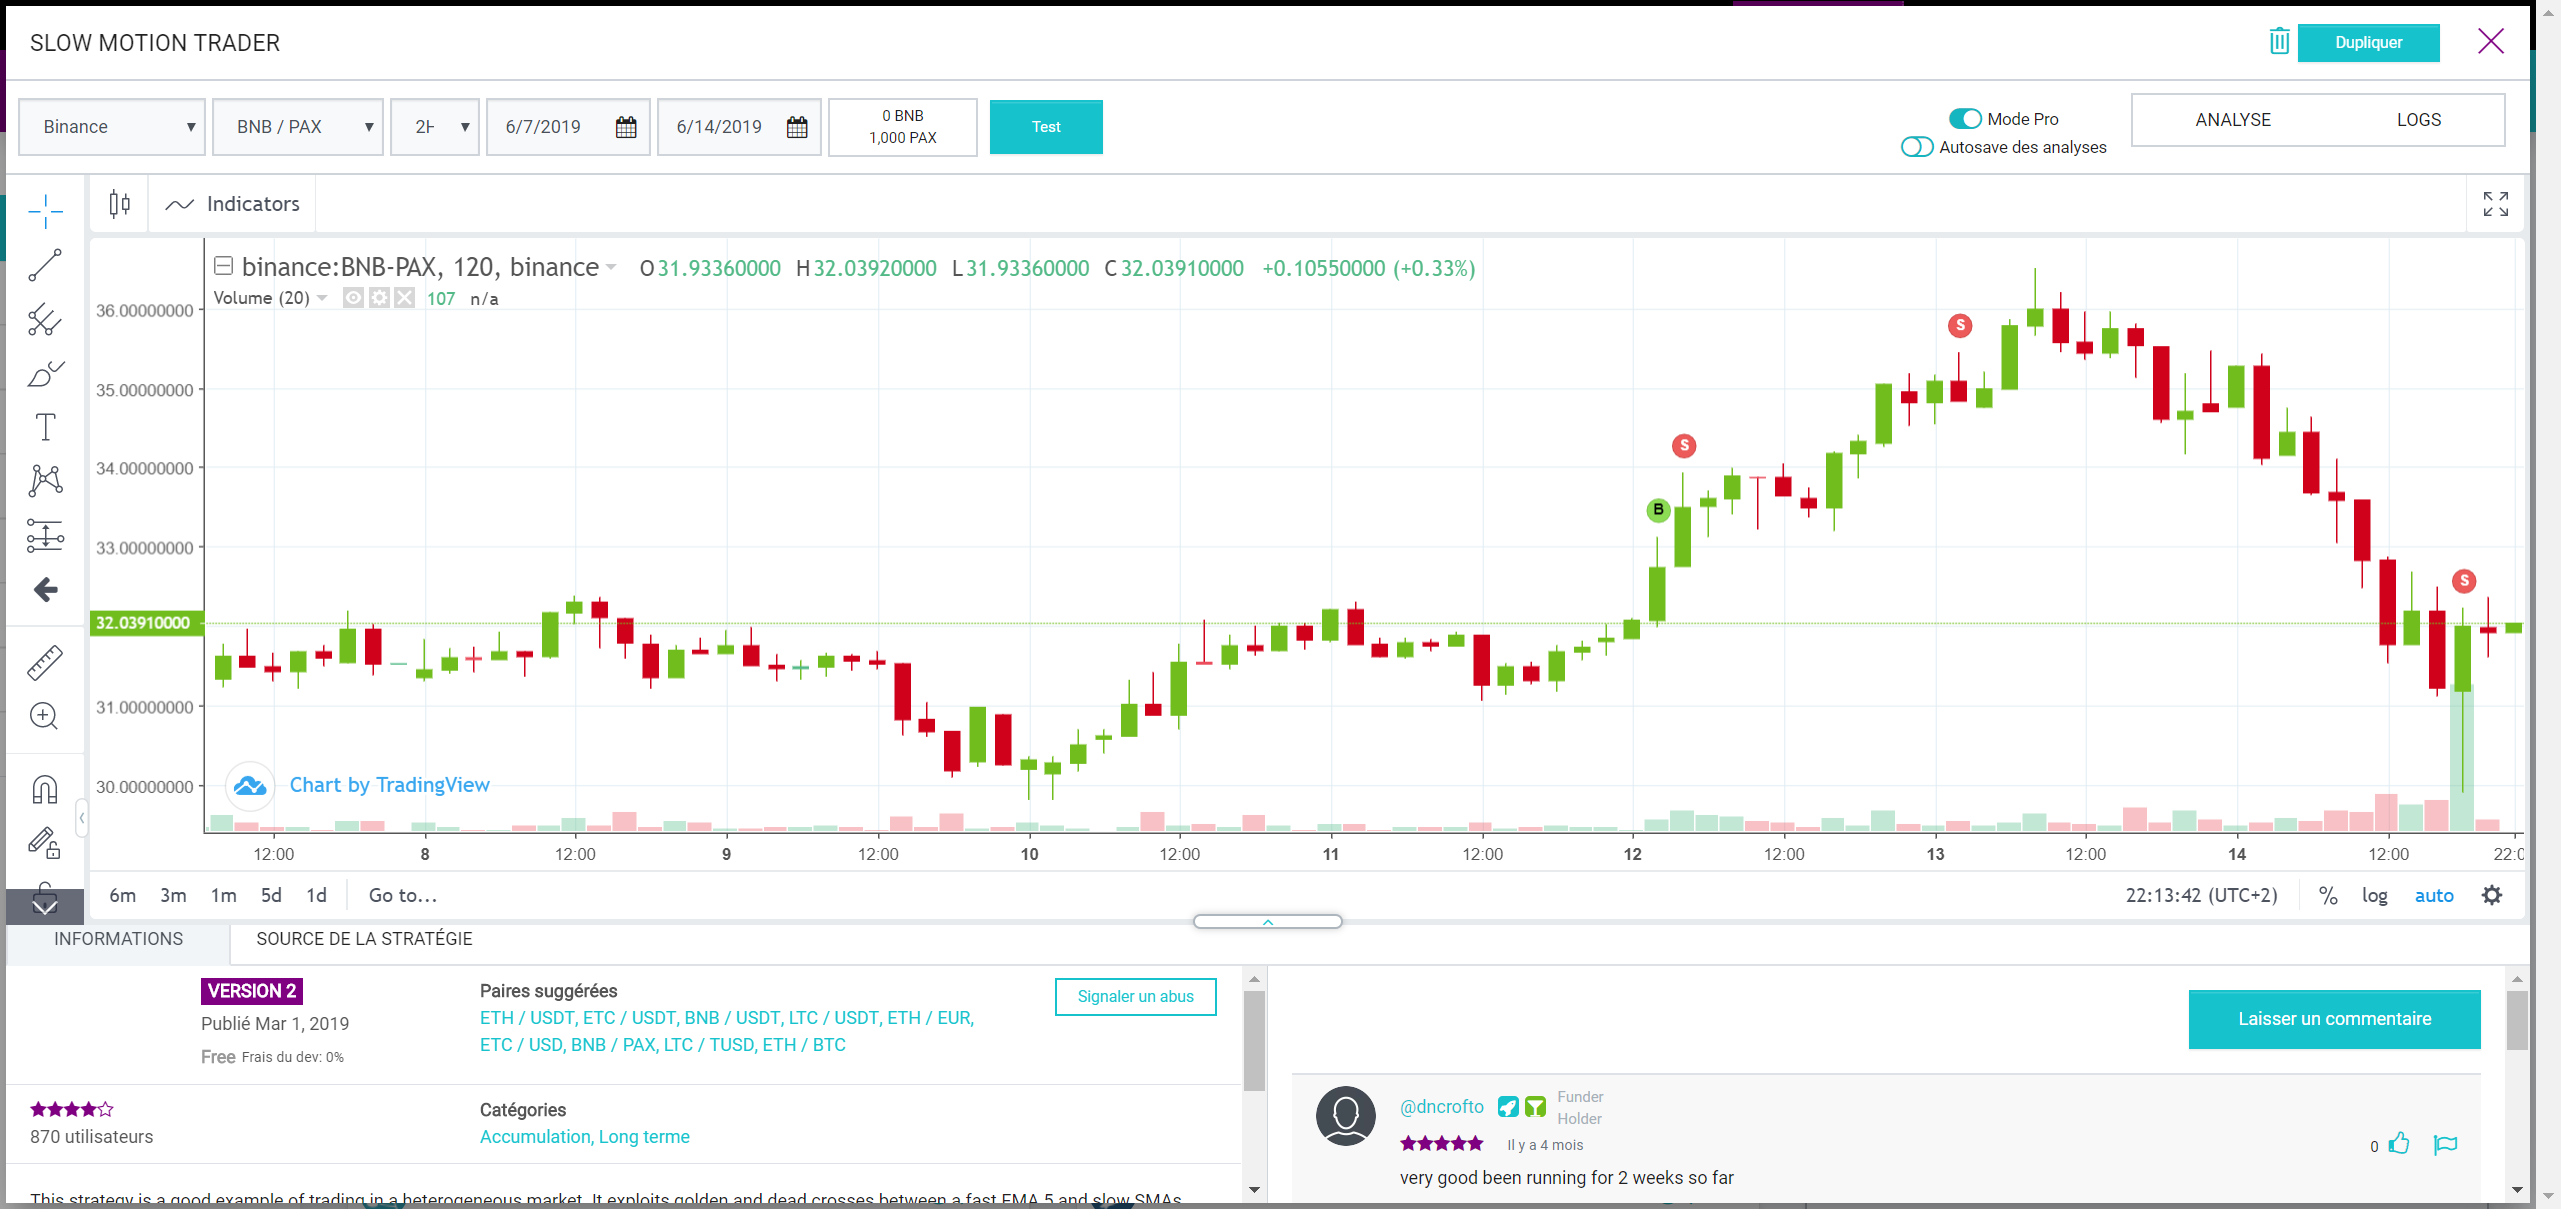 SLOW MOTION TRADER
Dupliquer
Binance
BNB / PAX
2H
6/7/2019
6/14/2019
0 BNB
1,000 PAX
Test
Mode Pro
Autosave des analyses
ANALYSE
LOGS
Indicators
binance:BNB-PAX, 120, binance O31.93360000 H32.03920000 L31.93360000 C32.03910000 +0.10550000 (+0.33%)
Volume (20) 107 n/a
36.00000000
35.00000000
34.00000000
33.00000000
32.03910000
31.00000000
30.00000000
S
S
B
S
Chart by TradingView
12:00 8 12:00 9 12:00 10 12:00 11 12:00 12 12:00 13 12:00 14 12:00 22:0
6m 3m 1m 5d 1d Go to...
22:13:42 (UTC+2) % log auto
INFORMATIONS
SOURCE DE LA STRATÉGIE
VERSION 2
Publié Mar 1, 2019
Free Frais du dev: 0%
Paires suggérées
ETH / USDT, ETC / USDT, BNB / USDT, LTC / USDT, ETH / EUR,
ETC / USD, BNB / PAX, LTC / TUSD, ETH / BTC
Signaler un abus
870 utilisateurs
Catégories
Accumulation, Long terme
This strategy is a good example of trading in a heterogeneous market. It exploits golden and dead crosses between a fast EMA 5 and slow SMAs
Laisser un commentaire
@dncrofto
Funder
Holder
Il y a 4 mois
0
very good been running for 2 weeks so far